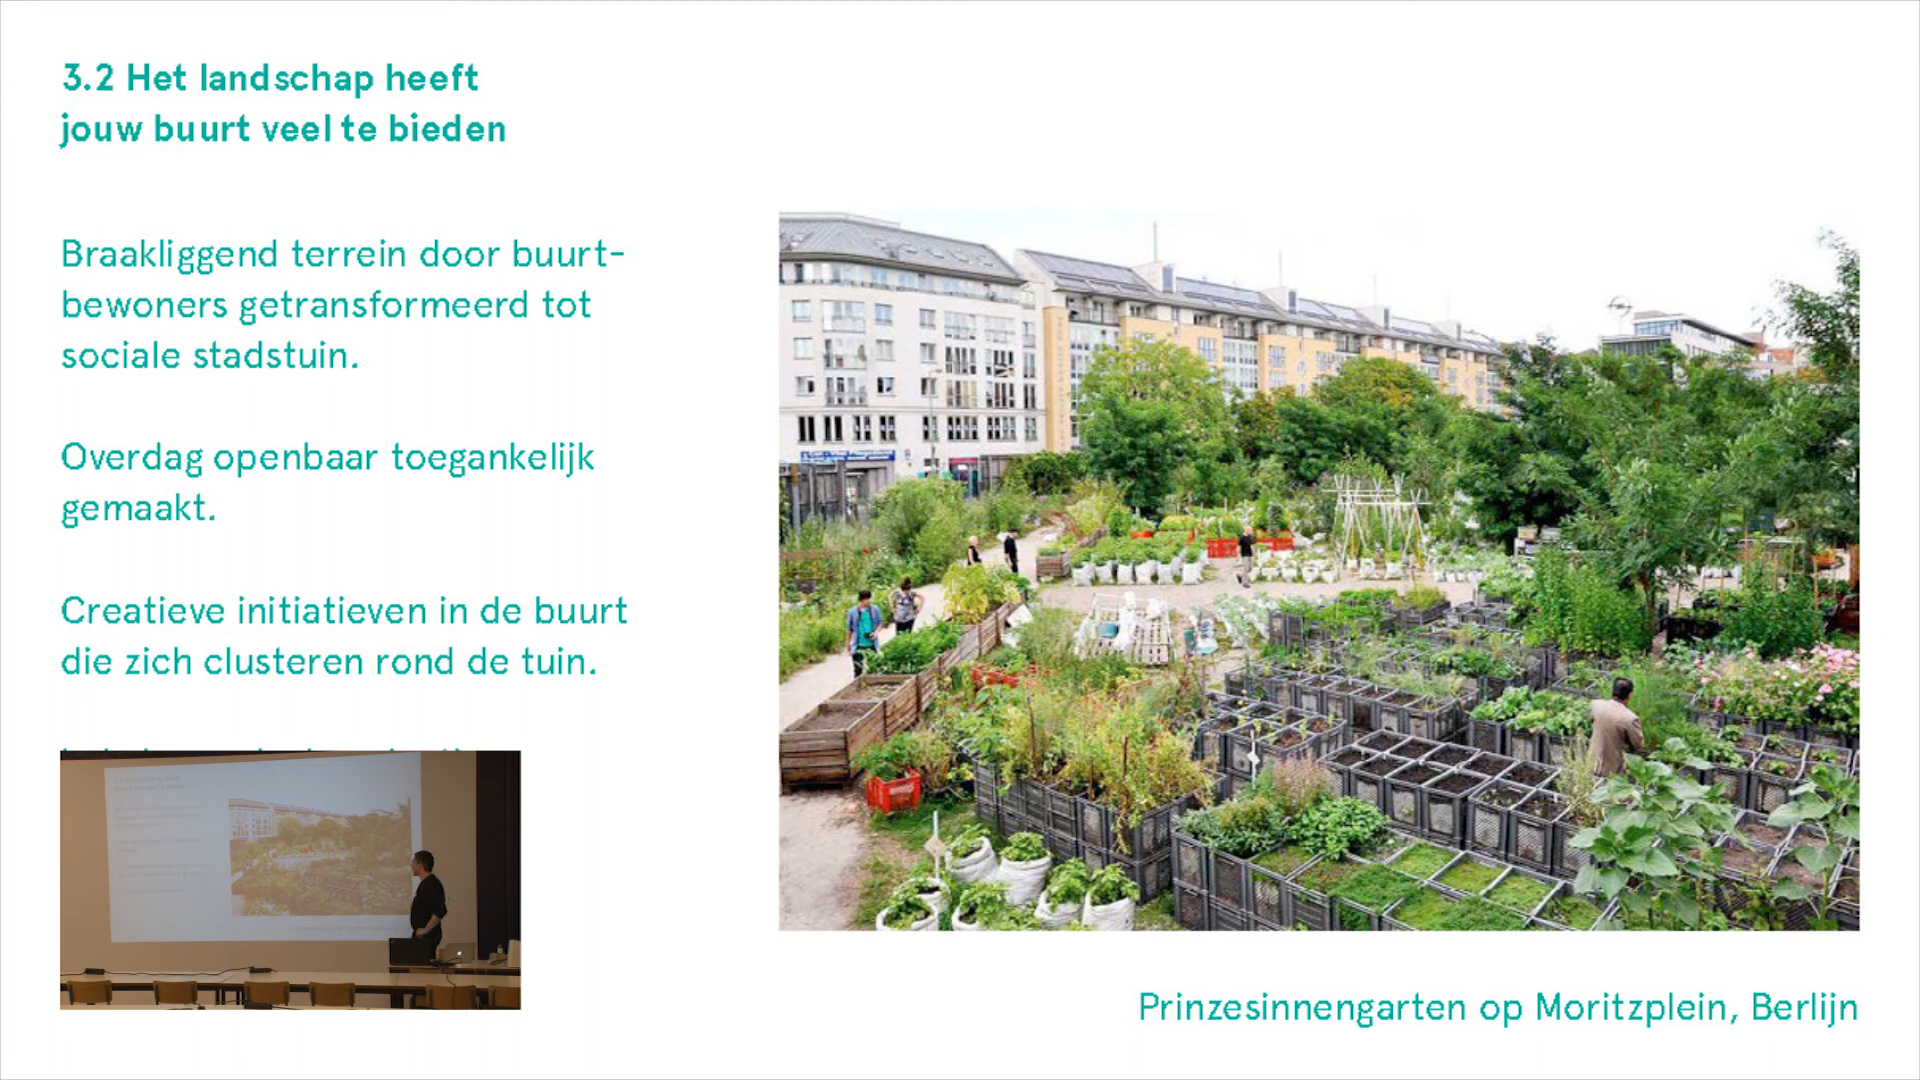 3.2 Het landschap heeft
jouw buurt veel te bieden
Braakliggend terrein door buurt-
bewoners getransformeerd tot
sociale stadstuin.
Overdag openbaar toegankelijk
gemaakt.
Creatieve initiatieven in de buurt
die zich clusteren rond de tuin.
Prinzesinnengarten op Moritzplein, Berlijn